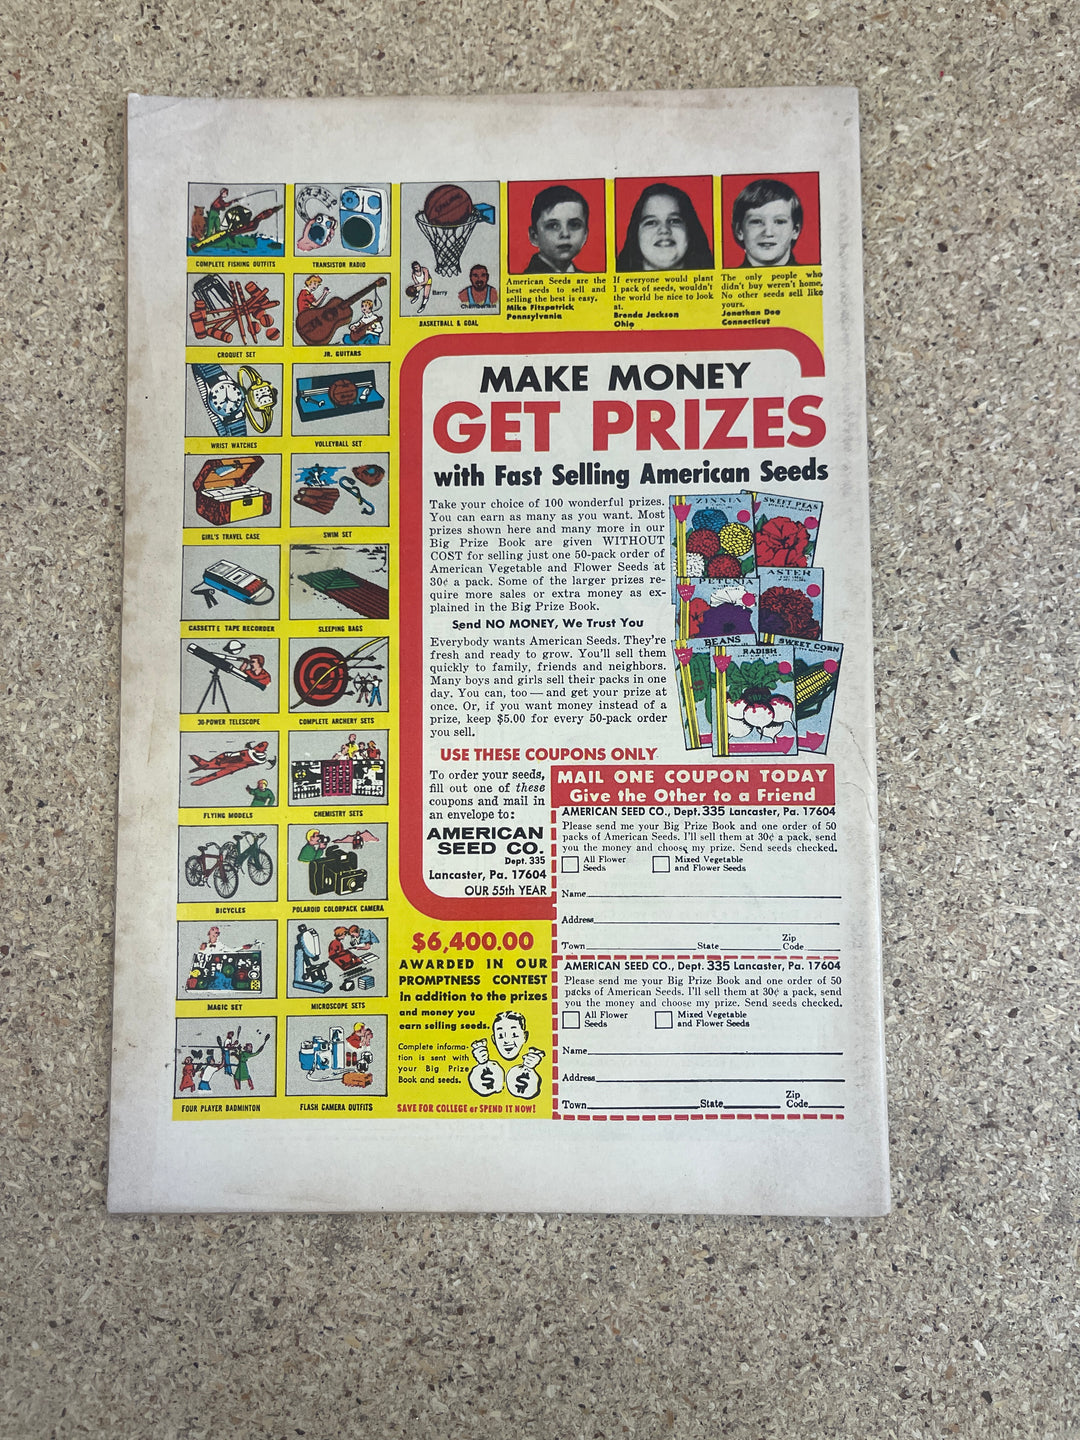 COMPLETE FISHING OUTFITS
TRANSISTOR RADIO
SPALDING
Barry
Chamberlain
BASKETBALL & GOAL
CROQUET SET
JR. GUITARS
WRIST WATCHES
VOLLEYBALL SET
GIRL'S TRAVEL CASE
SWIM SET
CASSETTE TAPE RECORDER
SLEEPING BAGS
30-POWER TELESCOPE
COMPLETE ARCHERY SETS
FLYING MODELS
CHEMISTRY SETS
BICYCLES
POLAROID COLORPACK CAMERA
MAGIC SET
MICROSCOPE SETS
FOUR PLAYER BADMINTON
FLASH CAMERA OUTFITS
American Seeds are the
best seeds to sell and
selling the best is easy.
Mike Fitspatrick
Pennsylvania
If everyone would plant
1 pack of seeds, wouldn't
the world be nice to look
at.
Brenda Jackson
Ohio
The only people who
didn't buy weren't home.
No other seeds sell like
yours.
Jonathan Doo
Connecticut
MAKE MONEY
GET PRIZES
with Fast Selling American Seeds
Take your choice of 100 wonderful prizes.
You can earn as many as you want. Most
prizes shown here and many more in our
Big Prize Book are given WITHOUT
COST for selling just one 50-pack order of
American Vegetable and Flower Seeds at
30¢ a pack. Some of the larger prizes re-
quire more sales or extra money as ex-
plained in the Big Prize Book.
Send NO MONEY, We Trust You
Everybody wants American Seeds. They're
fresh and ready to grow. You'll sell them
quickly to family, friends and neighbors.
Many boys and girls sell their packs in one
day. You can, too — and get your prize at
once. Or, if you want money instead of a
prize, keep $5.00 for every 50-pack order
you sell.
ZINNIA
SWEET PEAS
PETUNIA
ASTER
BEANS
RADISH
SWEET CORN
USE THESE COUPONS ONLY
To order your seeds,
fill out one of these
coupons and mail in
an envelope to:
AMERICAN
SEED CO.
Dept. 335
Lancaster, Pa. 17604
OUR 55th YEAR
MAIL ONE COUPON TODAY
Give the Other to a Friend
AMERICAN SEED CO., Dept. 335 Lancaster, Pa. 17604
Please send me your Big Prize Book and one order of 50
packs of American Seeds. I'll sell them at 30¢ a pack, send
you the money and choose my prize. Send seeds checked.
All Flower Seeds
Mixed Vegetable and Flower Seeds
Name
Address
Town State Zip Code
AMERICAN SEED CO., Dept. 335 Lancaster, Pa. 17604
Please send me your Big Prize Book and one order of 50
packs of American Seeds. I'll sell them at 30¢ a pack, send
you the money and choose my prize. Send seeds checked.
All Flower Seeds
Mixed Vegetable and Flower Seeds
Name
Address
Town State Zip Code
$6,400.00
AWARDED IN OUR
PROMPTNESS CONTEST
in addition to the prizes
and money you
earn selling seeds.
Complete informa-
tion is sent with
your Big Prize
Book and seeds.
$ $
SAVE FOR COLLEGE or SPEND IT NOW!